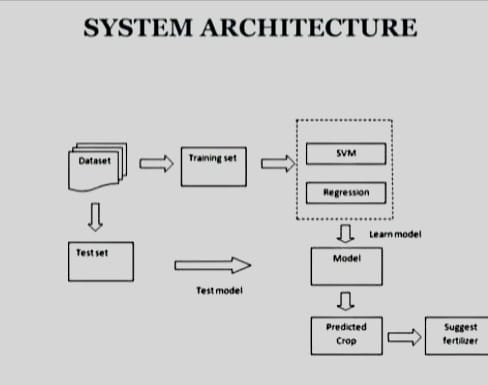 SYSTEM ARCHITECTURE
Dataset
Training set
SVM
Regression
Learn model
Test set
Test model
Model
Predicted
Crop
Suggest
fertilizer